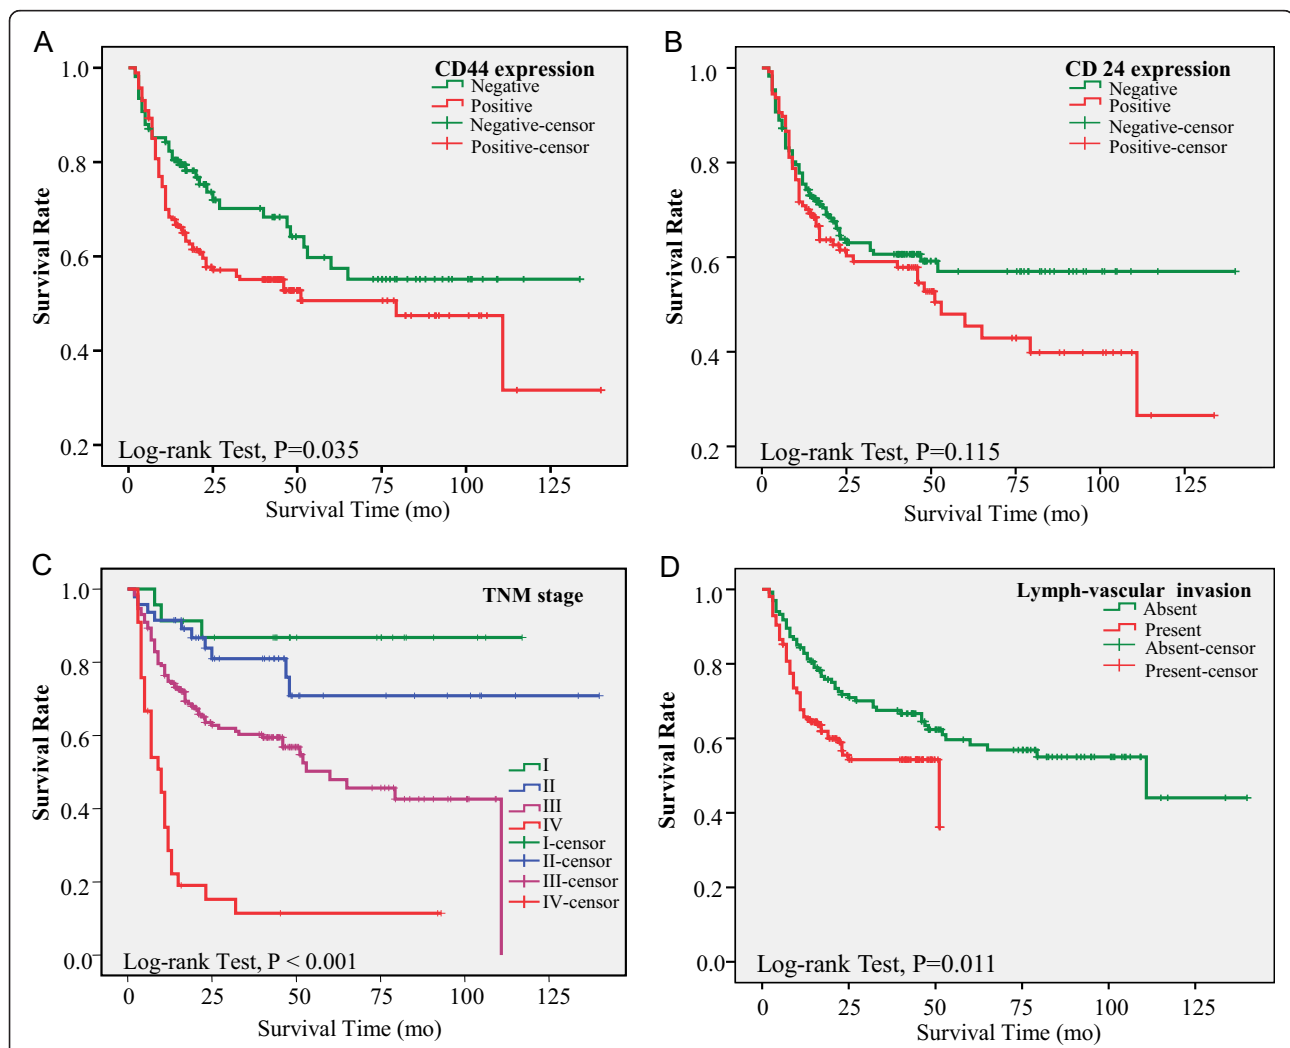 A
CD44 expression
Negative
Positive
Negative-censor
Positive-censor
1.0
0.8
0.6
0.4
0.2
Survival Rate
Log-rank Test, P=0.035
0 25 50 75 100 125
Survival Time (mo)
B
CD 24 expression
Negative
Positive
Negative-censor
Positive-censor
1.0
0.8
0.6
0.4
0.2
Survival Rate
Log-rank Test, P=0.115
0 25 50 75 100 125
Survival Time (mo)
C
TNM stage
1.0
0.8
0.6
0.4
0.2
0.0
Survival Rate
I
II
III
IV
I-censor
II-censor
III-censor
IV-censor
Log-rank Test, P < 0.001
0 25 50 75 100 125
Survival Time (mo)
D
Lymph-vascular invasion
Absent
Present
Absent-censor
Present-censor
1.0
0.8
0.6
0.4
0.2
0.0
Survival Rate
Log-rank Test, P=0.011
0 25 50 75 100 125
Survival Time (mo)